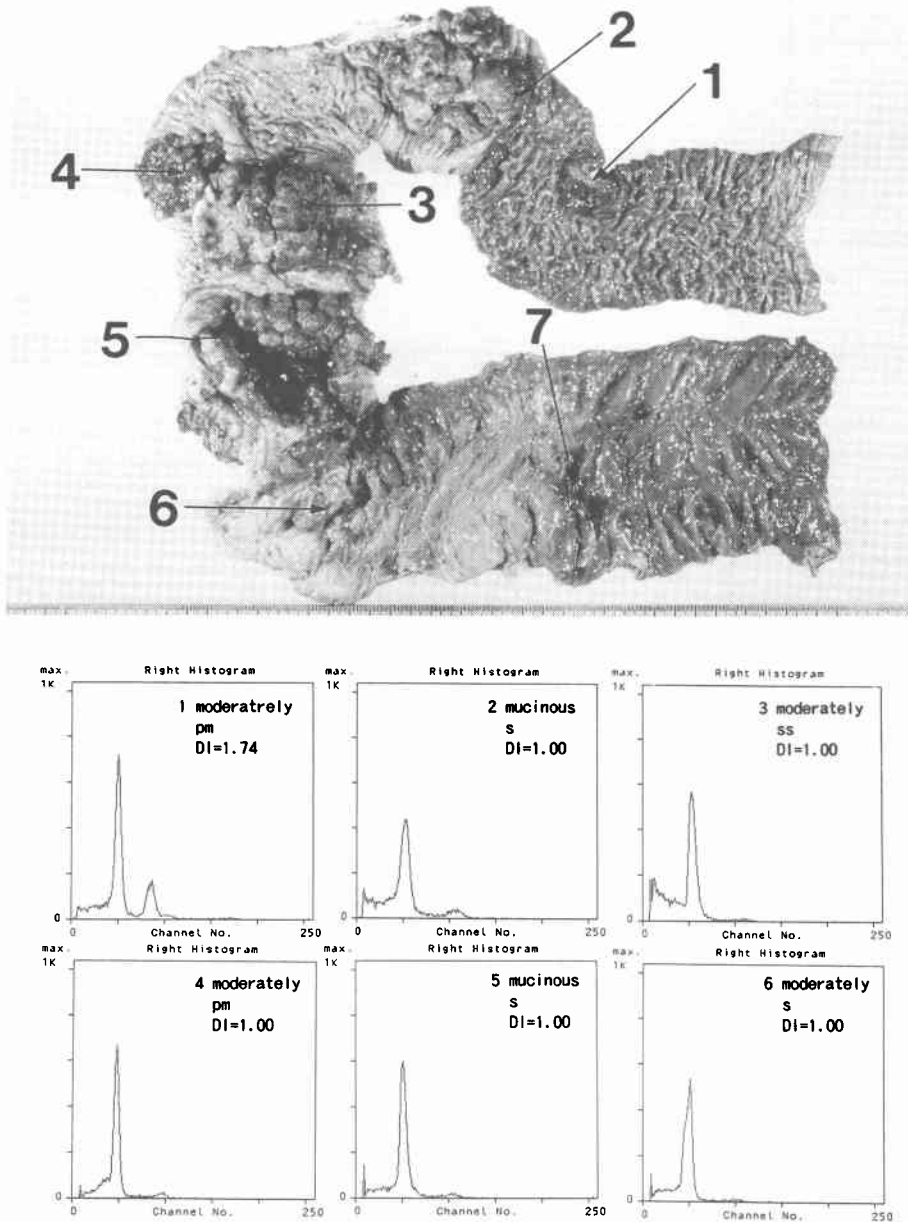 2
1
4
3
5
7
6
max. Right Histogram
1K
1 moderatrely
pm
DI=1.74
0 Channel No. 250
max. Right Histogram
1K
2 mucinous
s
DI=1.00
0 Channel No. 250
max. Right Histogram
1K
3 moderately
ss
DI=1.00
0 Channel No. 250
max. Right Histogram
1K
4 moderately
pm
DI=1.00
0 Channel No. 250
max. Right Histogram
1K
5 mucinous
s
DI=1.00
0 Channel No. 250
max. Right Histogram
1K
6 moderately
s
DI=1.00
0 Channel No. 250